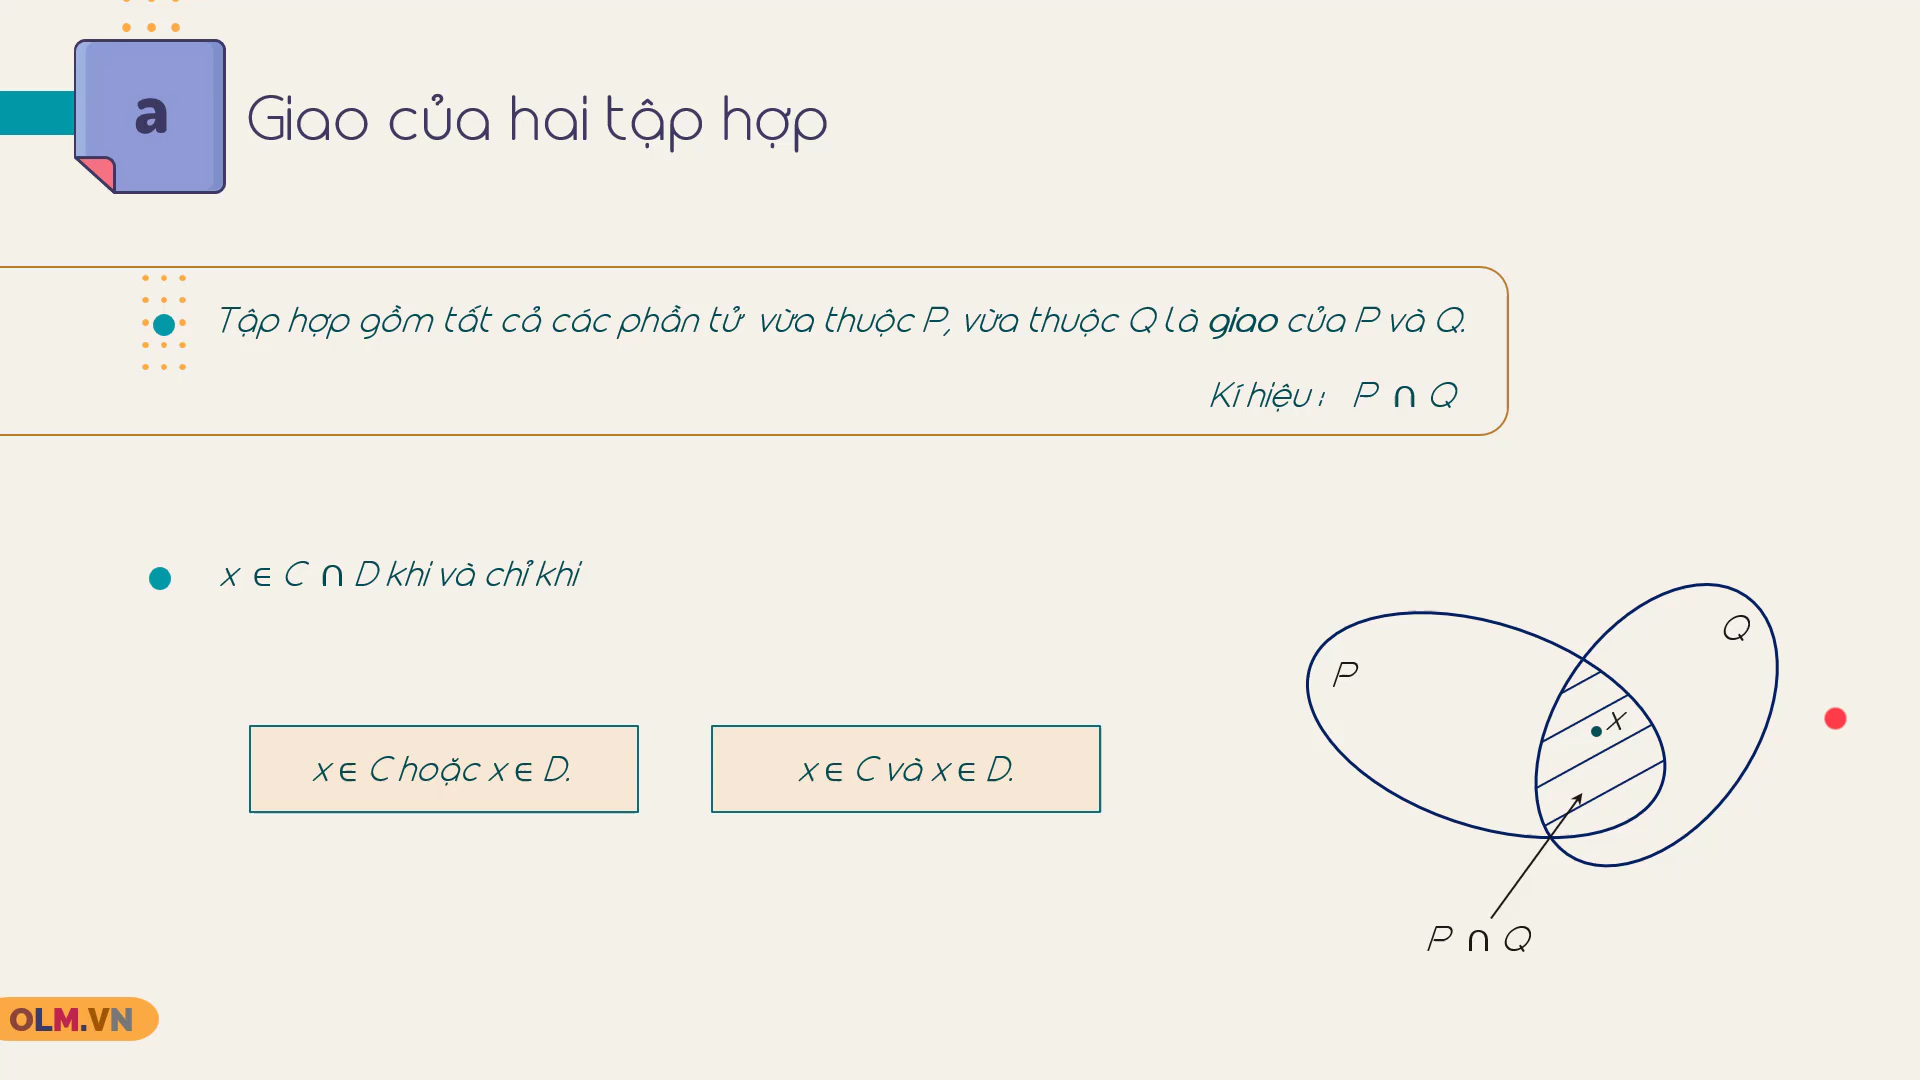 a
Giao của hai tập hợp
Tập hợp gồm tất cả các phần tử vừa thuộc P, vừa thuộc Q là giao của P và Q.
Kí hiệu : P ∩ Q
x ∈ C ∩ D khi và chỉ khi
x ∈ C hoặc x ∈ D.
x ∈ C và x ∈ D.
Q
P
x
P ∩ Q
OLM.VN